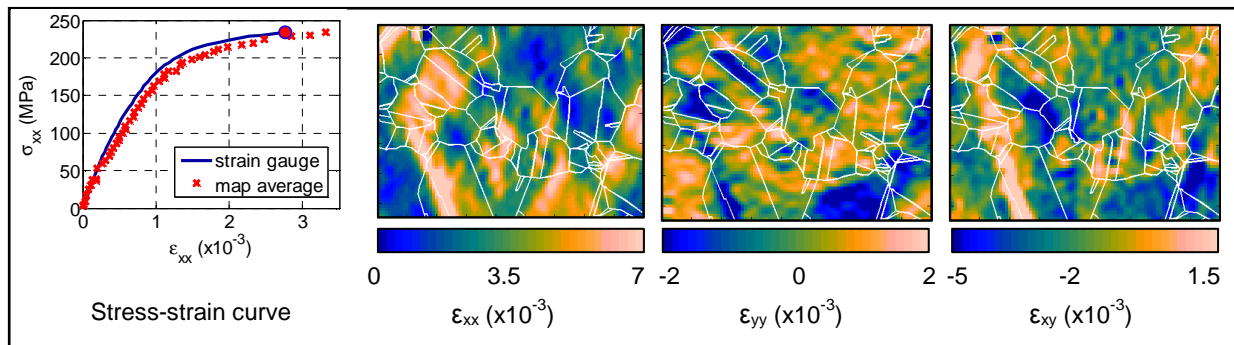 250
200
150
100
50
0
σxx (MPa)
strain gauge
map average
0 1 2 3
εxx (x10-3)
Stress-strain curve
0 3.5 7
εxx (x10-3)
-2 0 2
εyy (x10-3)
-5 -2 1.5
εxy (x10-3)